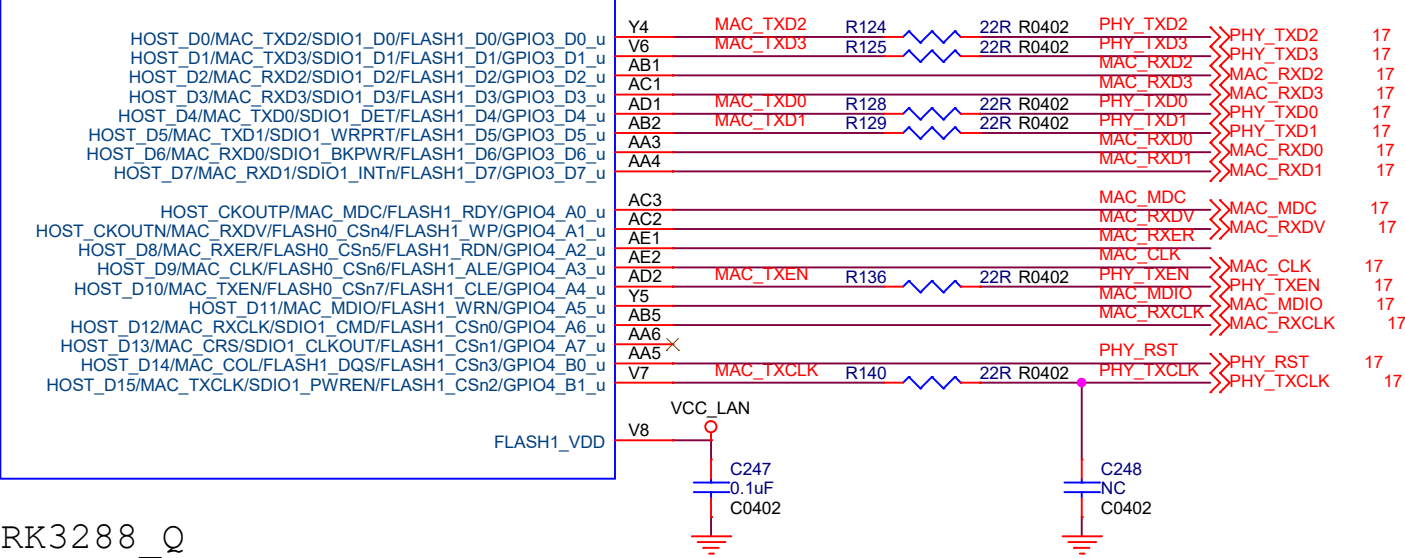 HOST_D0/MAC_TXD2/SDIO1_D0/FLASH1_D0/GPIO3_D0_u Y4 MAC_TXD2 R124 22R R0402 PHY_TXD2 PHY_TXD2 17
HOST_D1/MAC_TXD3/SDIO1_D1/FLASH1_D1/GPIO3_D1_u V6 MAC_TXD3 R125 22R R0402 PHY_TXD3 PHY_TXD3 17
HOST_D2/MAC_RXD2/SDIO1_D2/FLASH1_D2/GPIO3_D2_u AB1 MAC_RXD2 MAC_RXD2 17
HOST_D3/MAC_RXD3/SDIO1_D3/FLASH1_D3/GPIO3_D3_u AC1 MAC_RXD3 MAC_RXD3 17
HOST_D4/MAC_TXD0/SDIO1_DET/FLASH1_D4/GPIO3_D4_u AD1 MAC_TXD0 R128 22R R0402 PHY_TXD0 PHY_TXD0 17
HOST_D5/MAC_TXD1/SDIO1_WRPRT/FLASH1_D5/GPIO3_D5_u AB2 MAC_TXD1 R129 22R R0402 PHY_TXD1 PHY_TXD1 17
HOST_D6/MAC_RXD0/SDIO1_BKPWR/FLASH1_D6/GPIO3_D6_u AA3 MAC_RXD0 MAC_RXD0 17
HOST_D7/MAC_RXD1/SDIO1_INTn/FLASH1_D7/GPIO3_D7_u AA4 MAC_RXD1 MAC_RXD1 17
HOST_CKOUTP/MAC_MDC/FLASH1_RDY/GPIO4_A0_u AC3 MAC_MDC MAC_MDC 17
HOST_CKOUTN/MAC_RXDV/FLASH0_CSn4/FLASH1_WP/GPIO4_A1_u AC2 MAC_RXDV MAC_RXDV 17
HOST_D8/MAC_RXER/FLASH0_CSn5/FLASH1_RDN/GPIO4_A2_u AE1 MAC_RXER
HOST_D9/MAC_CLK/FLASH0_CSn6/FLASH1_ALE/GPIO4_A3_u AE2 MAC_CLK MAC_CLK 17
HOST_D10/MAC_TXEN/FLASH0_CSn7/FLASH1_CLE/GPIO4_A4_u AD2 MAC_TXEN R136 22R R0402 PHY_TXEN PHY_TXEN 17
HOST_D11/MAC_MDIO/FLASH1_WRN/GPIO4_A5_u Y5 MAC_MDIO MAC_MDIO 17
HOST_D12/MAC_RXCLK/SDIO1_CMD/FLASH1_CSn0/GPIO4_A6_u AB5 MAC_RXCLK MAC_RXCLK 17
HOST_D13/MAC_CRS/SDIO1_CLKOUT/FLASH1_CSn1/GPIO4_A7_u AA6
HOST_D14/MAC_COL/FLASH1_DQS/FLASH1_CSn3/GPIO4_B0_u AA5 PHY_RST PHY_RST 17
HOST_D15/MAC_TXCLK/SDIO1_PWREN/FLASH1_CSn2/GPIO4_B1_u V7 MAC_TXCLK R140 22R R0402 PHY_TXCLK PHY_TXCLK 17
VCC_LAN
FLASH1_VDD V8
C247 C248
0.1uF NC
C0402 C0402
RK3288_Q